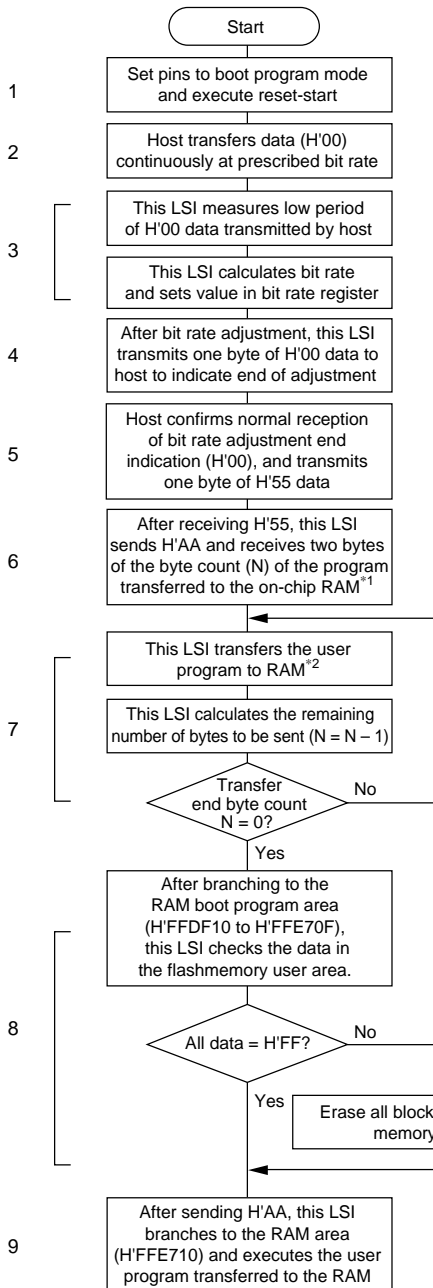 Start
1
Set pins to boot program mode
and execute reset-start
2
Host transfers data (H'00)
continuously at prescribed bit rate
3
This LSI measures low period
of H'00 data transmitted by host
This LSI calculates bit rate
and sets value in bit rate register
4
After bit rate adjustment, this LSI
transmits one byte of H'00 data to
host to indicate end of adjustment
5
Host confirms normal reception
of bit rate adjustment end
indication (H'00), and transmits
one byte of H'55 data
6
After receiving H'55, this LSI
sends H'AA and receives two bytes
of the byte count (N) of the program
transferred to the on-chip RAM*1
7
This LSI transfers the user
program to RAM*2
This LSI calculates the remaining
number of bytes to be sent (N = N – 1)
Transfer
end byte count
N = 0?
No
Yes
8
After branching to the
RAM boot program area
(H'FFDF10 to H'FFE70F),
this LSI checks the data in
the flashmemory user area.
All data = H'FF?
No
Yes
Erase all block
memory
9
After sending H'AA, this LSI
branches to the RAM area
(H'FFE710) and executes the user
program transferred to the RAM